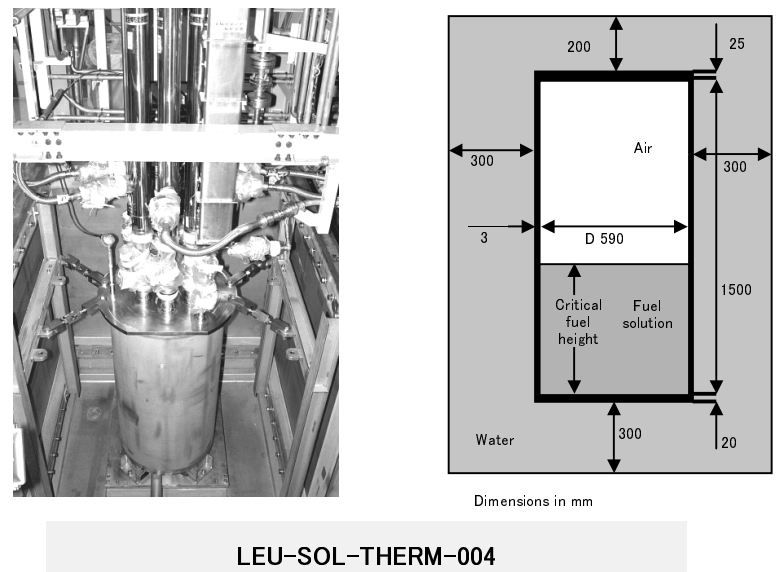 200
25
Air
300
300
3
D 590
1500
Critical
fuel
height
Fuel
solution
Water
300
20
Dimensions in mm
LEU-SOL-THERM-004